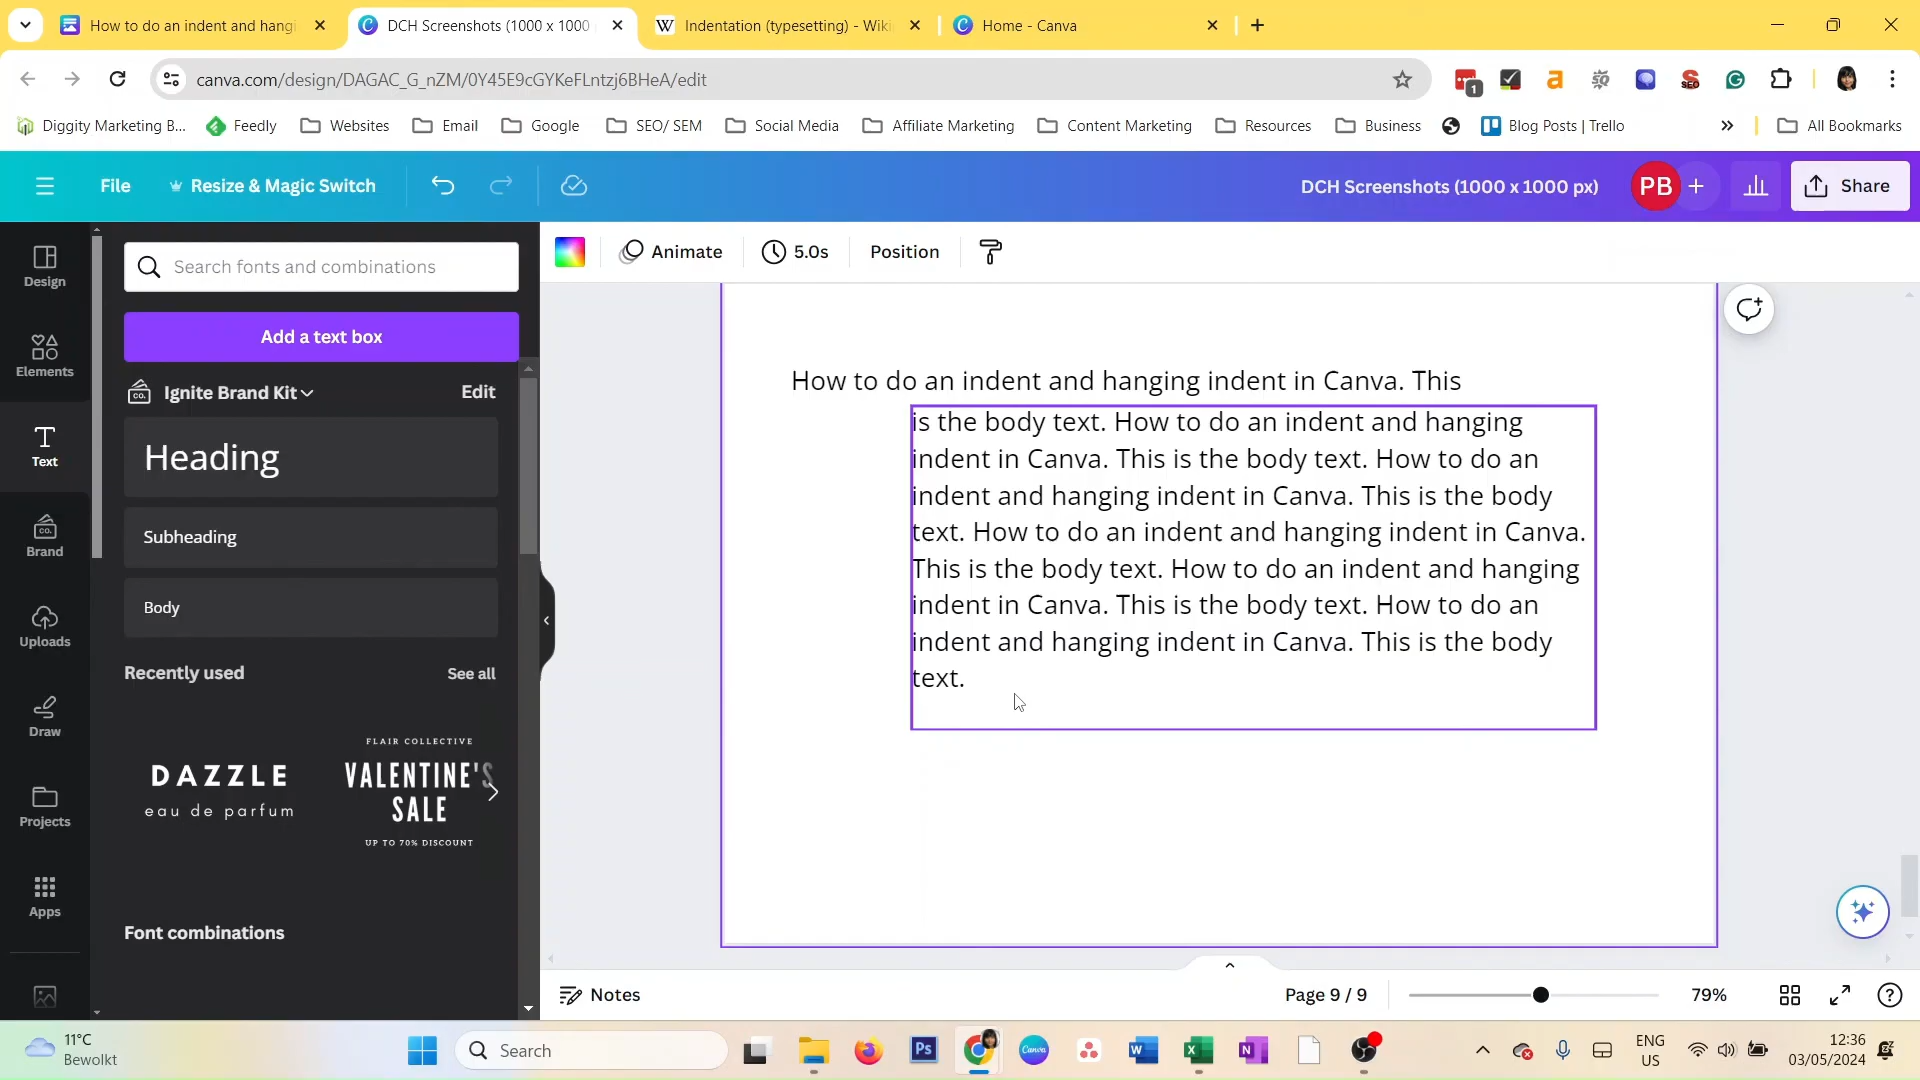 How to do an indent and hangi
DCH Screenshots (1000 x 1000
W
Indentation (typesetting) - Wiki
Home - Canva
canva.com/design/DAGAC_G_nZM/0Y45E9cGYKeFLntzj6BHeA/edit
1
SEO
Diggity Marketing B...
Feedly
Websites
Email
Google
SEO/ SEM
Social Media
Affiliate Marketing
Content Marketing
Resources
Business
Blog Posts | Trello
All Bookmarks
File
Resize & Magic Switch
DCH Screenshots (1000 x 1000 px)
PB
Share
Design
Elements
Text
Brand
Uploads
Draw
Projects
Apps
Search fonts and combinations
Add a text box
Ignite Brand Kit
Edit
Heading
Subheading
Body
Recently used
See all
DAZZLE
eau de parfum
FLAIR COLLECTIVE
VALENTINE'S
SALE
UP TO 70% DISCOUNT
Font combinations
Animate
5.0s
Position
How to do an indent and hanging indent in Canva. This
is the body text. How to do an indent and hanging
indent in Canva. This is the body text. How to do an
indent and hanging indent in Canva. This is the body
text. How to do an indent and hanging indent in Canva.
This is the body text. How to do an indent and hanging
indent in Canva. This is the body text. How to do an
indent and hanging indent in Canva. This is the body
text.
Notes
Page 9 / 9
79%
11°C
Bewolkt
Search
Ps
Canva
ENG
US
12:36
03/05/2024